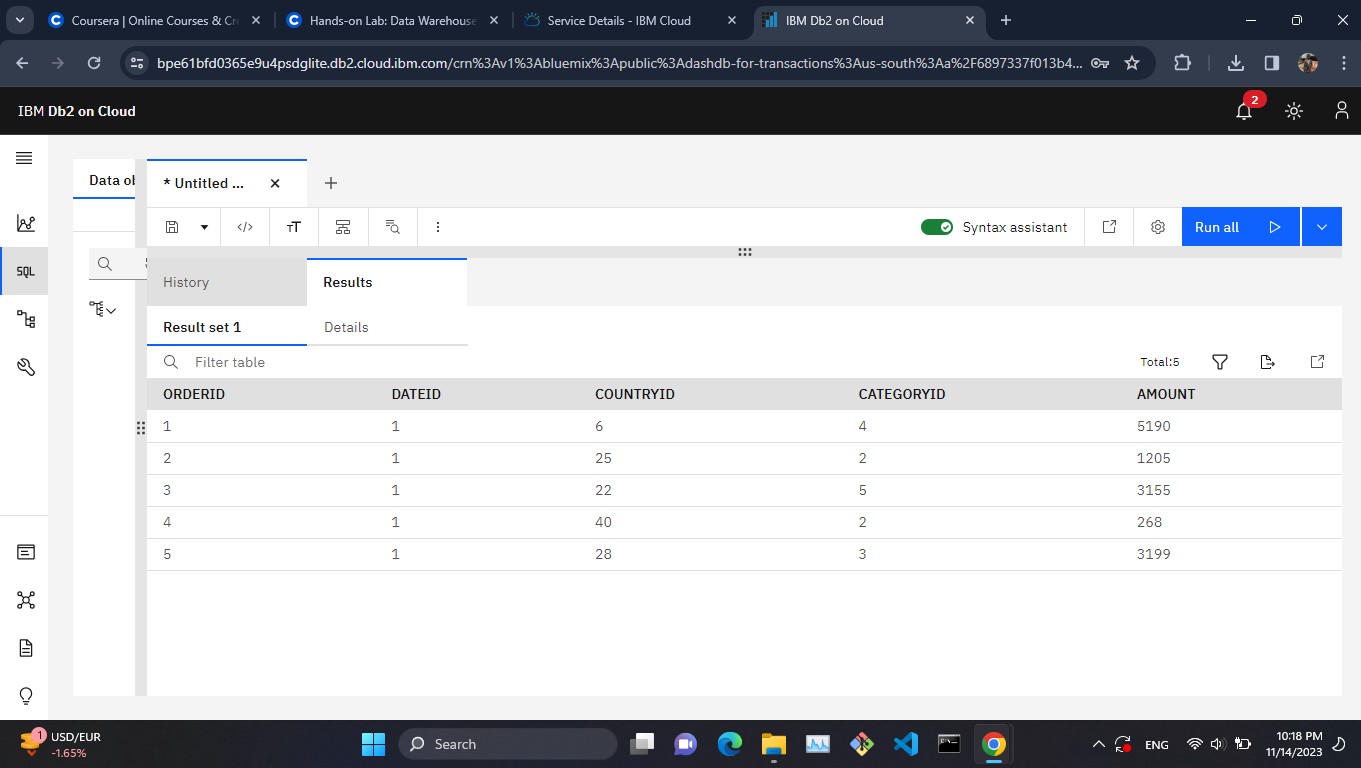 Coursera | Online Courses & Cr
Hands-on Lab: Data Warehouse
Service Details - IBM Cloud
IBM Db2 on Cloud
bpe61bfd0365e9u4psdglite.db2.cloud.ibm.com/crn%3Av1%3Abluemix%3Apublic%3Adashdb-for-transactions%3Aus-south%3Aa%2F6897337f013b4...
IBM Db2 on Cloud
2
Data ob
* Untitled ...
Syntax assistant
Run all
SQL
History
Results
Result set 1
Details
Filter table
Total:5
ORDERID DATEID COUNTRYID CATEGORYID AMOUNT
1 1 6 4 5190
2 1 25 2 1205
3 1 22 5 3155
4 1 40 2 268
5 1 28 3 3199
1
USD/EUR
-1.65%
Search
ENG
10:18 PM
11/14/2023